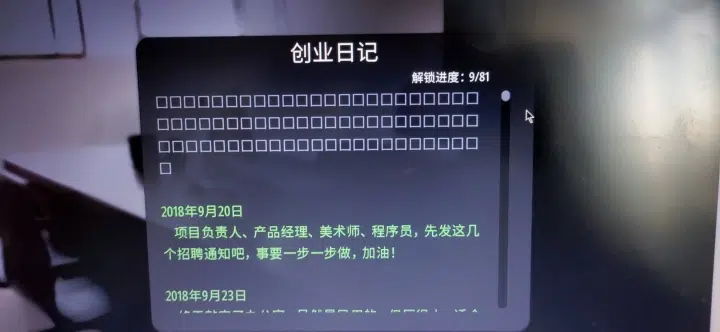 创业日记
解锁进度：9/81
□□□□□□□□□□□□□□□□□□□□□□□
□□□□□□□□□□□□□□□□□□□□□□□
□□□□□□□□□□□□□□□□□□□□□□□
□
2018年9月20日
项目负责人、产品经理、美术师、程序员，先发这几
个招聘通知吧，事要一步一步做，加油！
2018年9月23日